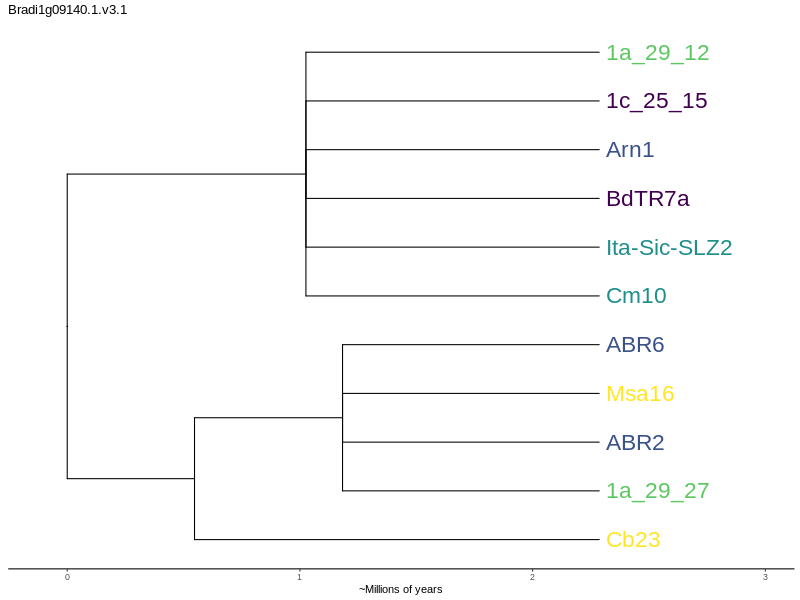 Bradi1g09140.1.v3.1
1a_29_12
1c_25_15
Arn1
BdTR7a
Ita-Sic-SLZ2
Cm10
ABR6
Msa16
ABR2
1a_29_27
Cb23
0 1 2 3
~Millions of years